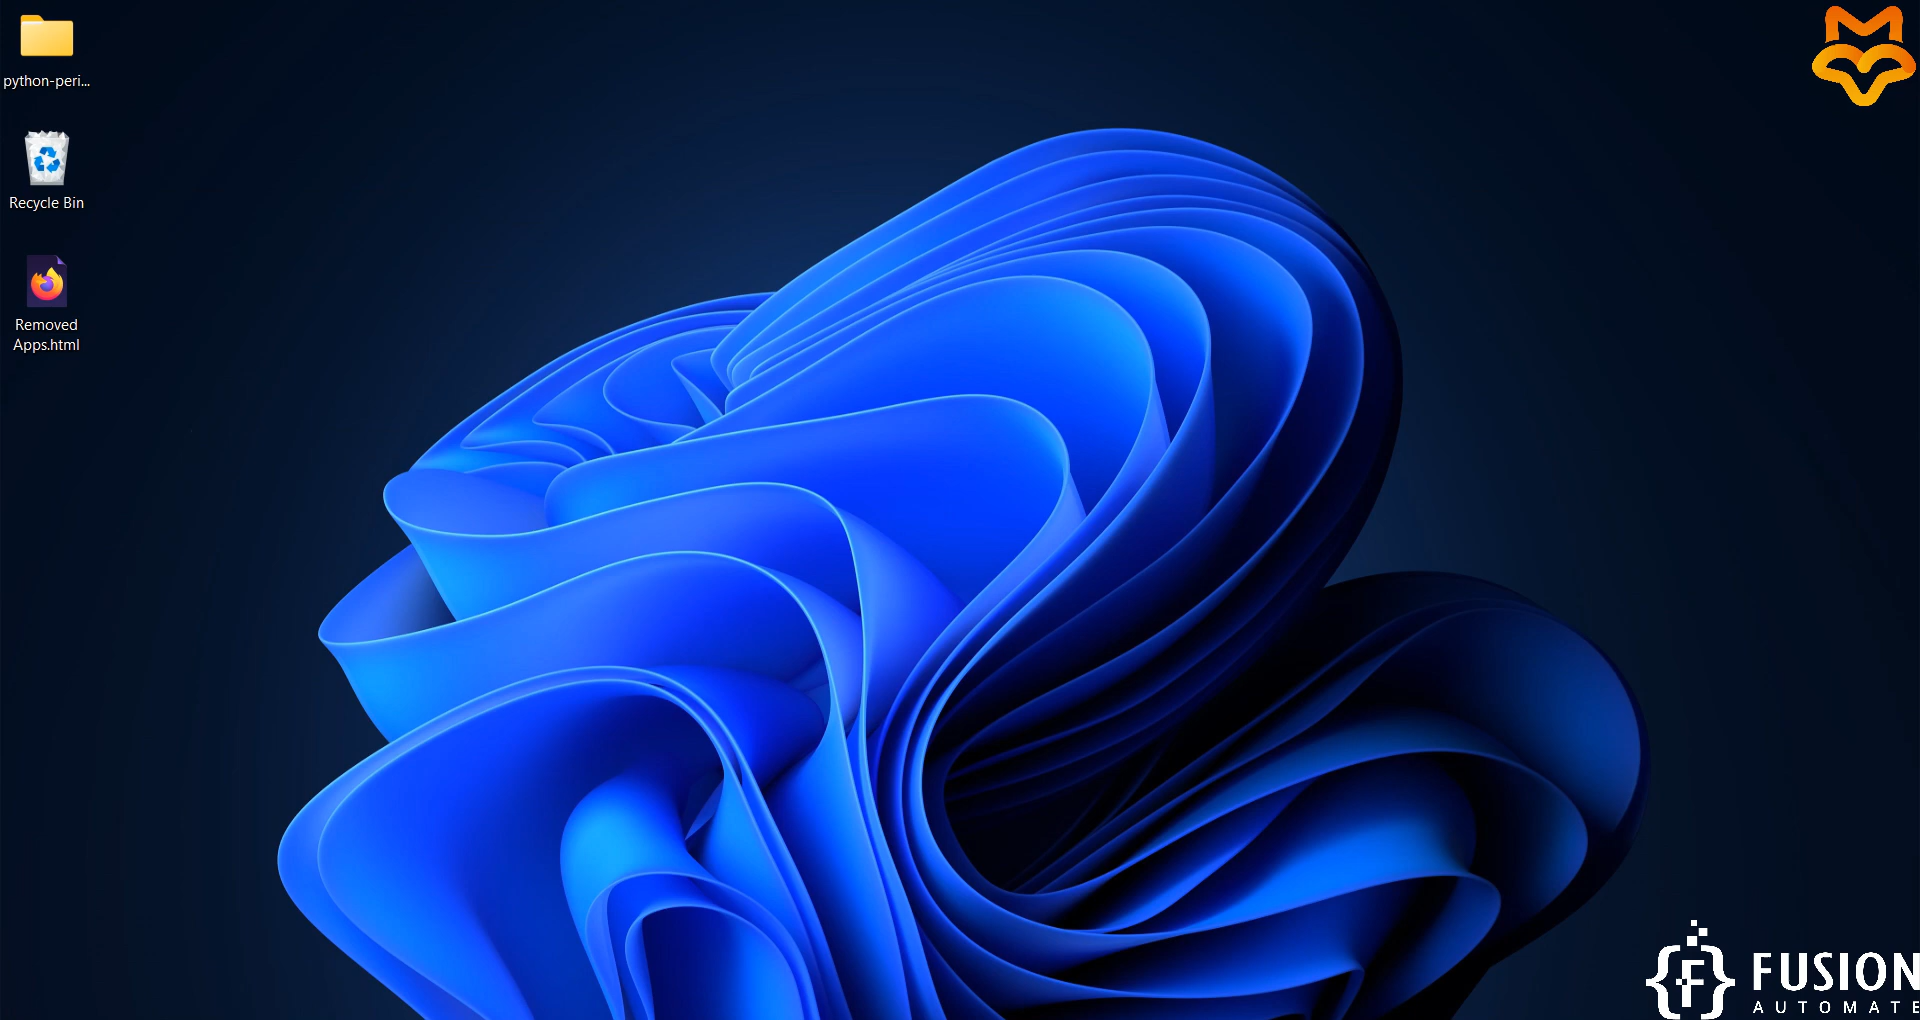 python-peri...
Recycle Bin
Removed
Apps.html
FUSION
AUTOMATE